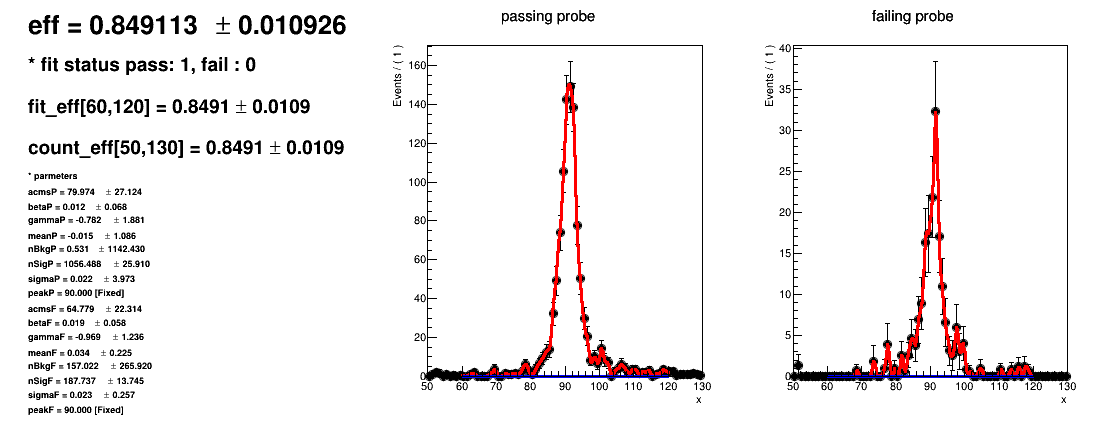 eff = 0.849113 ± 0.010926
* fit status pass: 1, fail : 0
fit_eff[60,120] = 0.8491 ± 0.0109
count_eff[50,130] = 0.8491 ± 0.0109
* parmeters
acmsP = 79.974 ± 27.124
betaP = 0.012 ± 0.068
gammaP = -0.782 ± 1.881
meanP = -0.015 ± 1.086
nBkgP = 0.531 ± 1142.430
nSigP = 1056.488 ± 25.910
sigmaP = 0.022 ± 3.973
peakP = 90.000 [Fixed]
acmsF = 64.779 ± 22.314
betaF = 0.019 ± 0.058
gammaF = -0.969 ± 1.236
meanF = 0.034 ± 0.225
nBkgF = 157.022 ± 265.920
nSigF = 187.737 ± 13.745
sigmaF = 0.023 ± 0.257
peakF = 90.000 [Fixed]
passing probe
Events / ( 1 )
160
140
120
100
80
60
40
20
0
50 60 70 80 90 100 110 120 130
x
failing probe
Events / ( 1 )
40
35
30
25
20
15
10
5
0
50 60 70 80 90 100 110 120 130
x